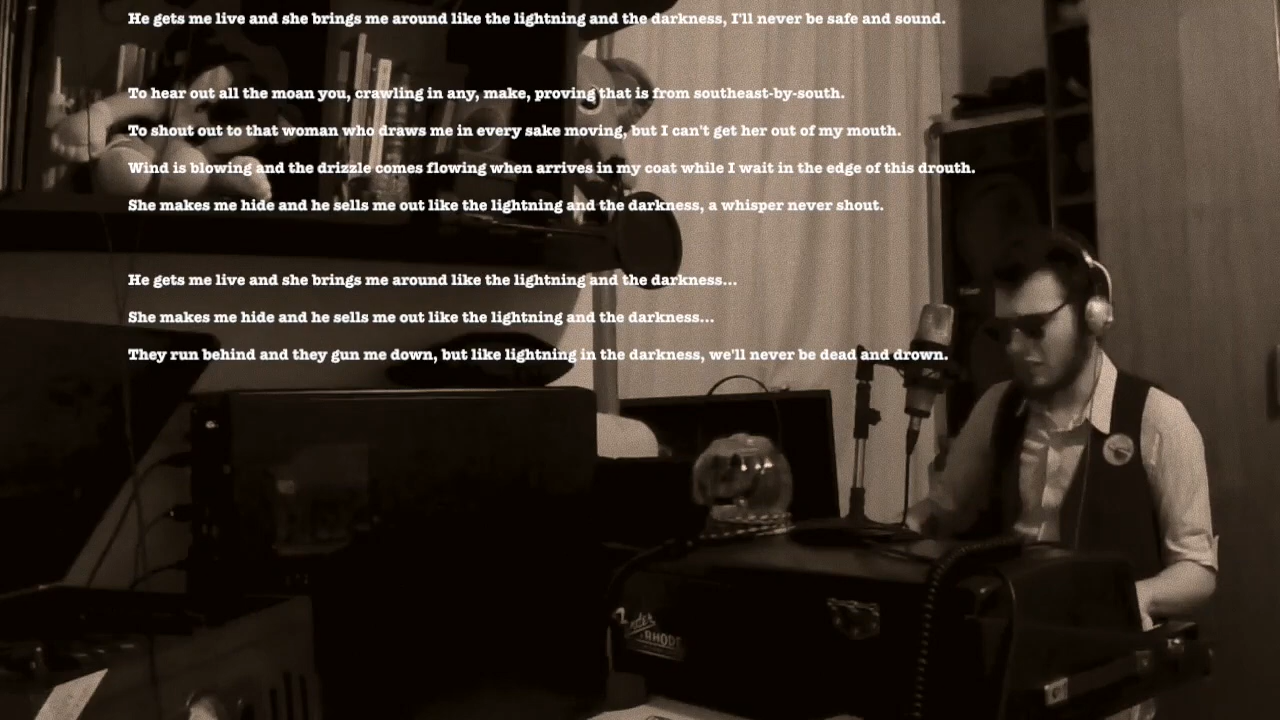 He gets me live and she brings me around like the lightning and the darkness, I'll never be safe and sound.
To hear out all the moan you, crawling in any, make, proving that is from southeast-by-south.
To shout out to that woman who draws me in every sake moving, but I can't get her out of my mouth.
Wind is blowing and the drizzle comes flowing when arrives in my coat while I wait in the edge of this drouth.
She makes me hide and he sells me out like the lightning and the darkness, a whisper never shout.
He gets me live and she brings me around like the lightning and the darkness...
She makes me hide and he sells me out like the lightning and the darkness...
They run behind and they gun me down, but like lightning in the darkness, we'll never be dead and drown.
Fender
RHODES